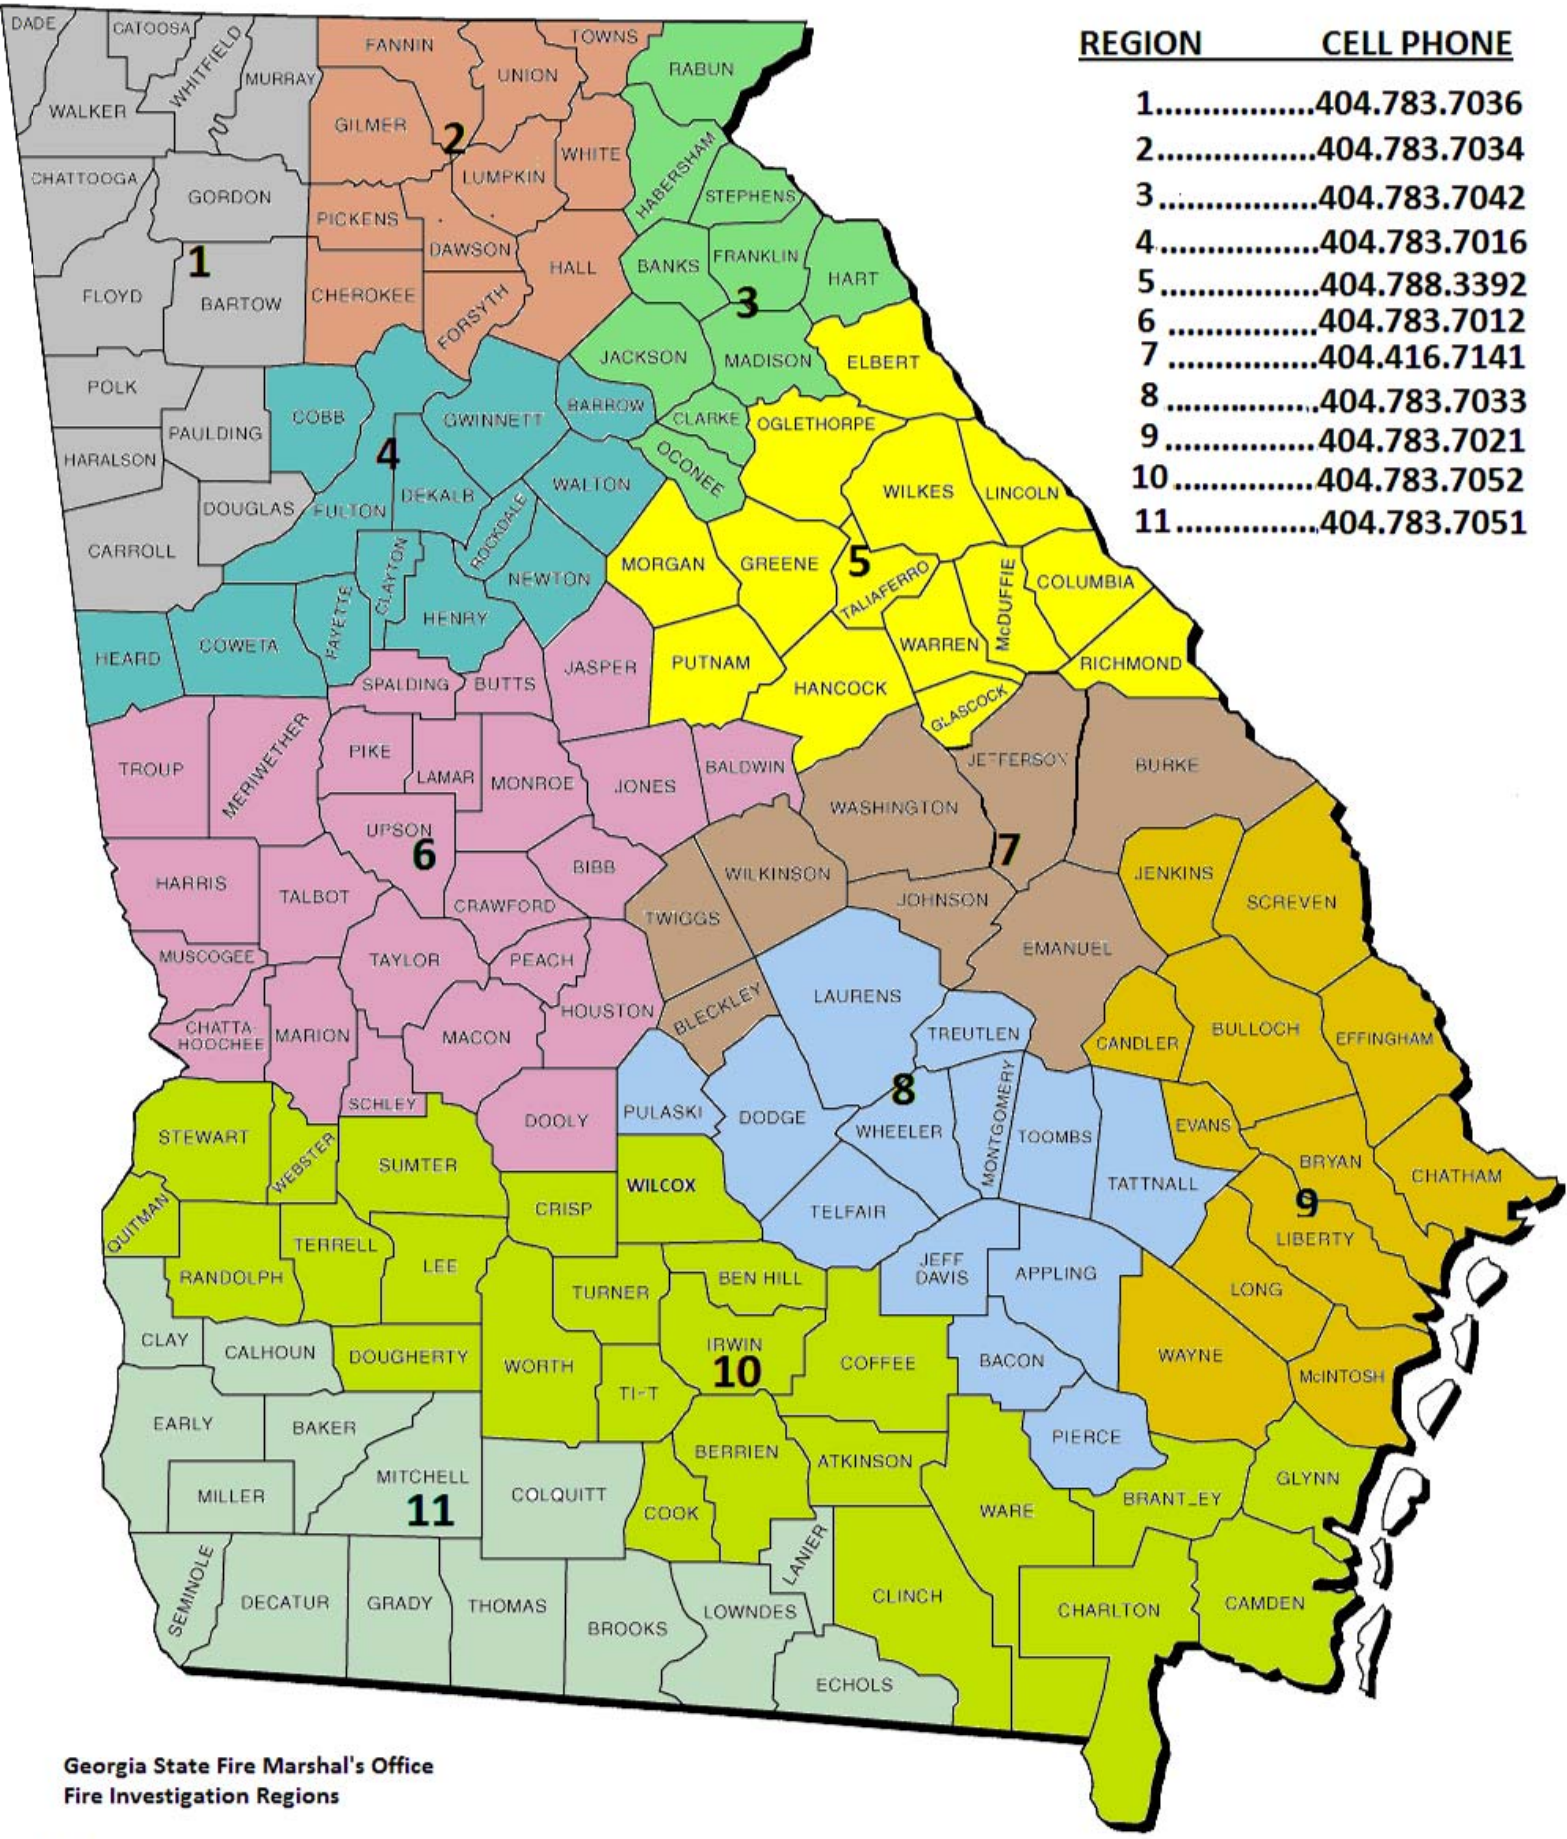 REGION CELL PHONE
1.................404.783.7036
2.................404.783.7034
3.................404.783.7042
4.................404.783.7016
5.................404.788.3392
6 ................404.783.7012
7.................404.416.7141
8 ................404.783.7033
9 ................404.783.7021
10 ...............404.783.7052
11................404.783.7051
DADE
CATOOSA
WHITFIELD
MURRAY
WALKER
CHATTOOGA
GORDON
1
FLOYD
BARTOW
POLK
PAULDING
HARALSON
DOUGLAS
CARROLL
FANNIN
TOWNS
UNION
GILMER
2
WHITE
LUMPKIN
PICKENS
DAWSON
HALL
CHEROKEE
FORSYTH
RABUN
HABERSHAM
STEPHENS
BANKS
FRANKLIN
HART
3
JACKSON
MADISON
CLARKE
OCONEE
COBB
GWINNETT
BARROW
4
FULTON
DEKALB
WALTON
ROCKDALE
CLAYTON
NEWTON
FAYETTE
HENRY
COWETA
HEARD
ELBERT
OGLETHORPE
WILKES
LINCOLN
MORGAN
GREENE
5
TALIAFERRO
McDUFFIE
COLUMBIA
WARREN
RICHMOND
PUTNAM
HANCOCK
GLASCOCK
SPALDING
BUTTS
JASPER
TROUP
MERIWETHER
PIKE
LAMAR
MONROE
JONES
BALDWIN
UPSON
6
BIBB
HARRIS
TALBOT
CRAWFORD
MUSCOGEE
TAYLOR
PEACH
HOUSTON
CHATTA
HOOCHEE
MARION
MACON
SCHLEY
DOOLY
JEFFERSON
BURKE
WASHINGTON
7
WILKINSON
JOHNSON
TWIGGS
EMANUEL
BLECKLEY
LAURENS
TREUTLEN
8
PULASKI
DODGE
WHEELER
MONTGOMERY
TOOMBS
TATTNALL
TELFAIR
JEFF
DAVIS
APPLING
BACON
PIERCE
JENKINS
SCREVEN
CANDLER
BULLOCH
EFFINGHAM
EVANS
BRYAN
CHATHAM
9
LIBERTY
LONG
WAYNE
McINTOSH
STEWART
WEBSTER
SUMTER
WILCOX
CRISP
QUITMAN
TERRELL
LEE
RANDOLPH
TURNER
BEN HILL
DOUGHERTY
WORTH
IRWIN
10
COFFEE
TI-T
BERRIEN
ATKINSON
COOK
WARE
BRANT_EY
GLYNN
CLINCH
CHARLTON
CAMDEN
CLAY
CALHOUN
EARLY
BAKER
MITCHELL
MILLER
11
COLQUITT
LANIER
SEMINOLE
DECATUR
GRADY
THOMAS
BROOKS
LOWNDES
ECHOLS
Georgia State Fire Marshal's Office
Fire Investigation Regions